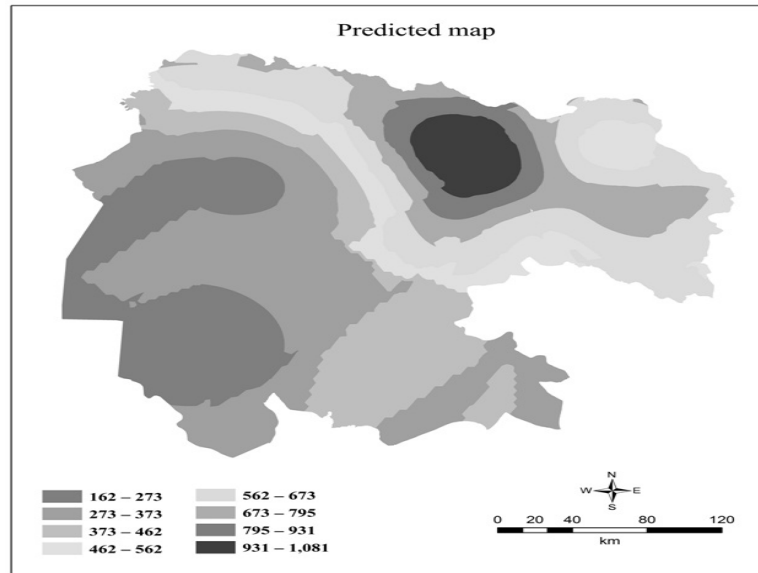 Predicted map
162 – 273
273 – 373
373 – 462
462 – 562
562 – 673
673 – 795
795 – 931
931 – 1,081
N
W E
S
0 20 40 80 120
km